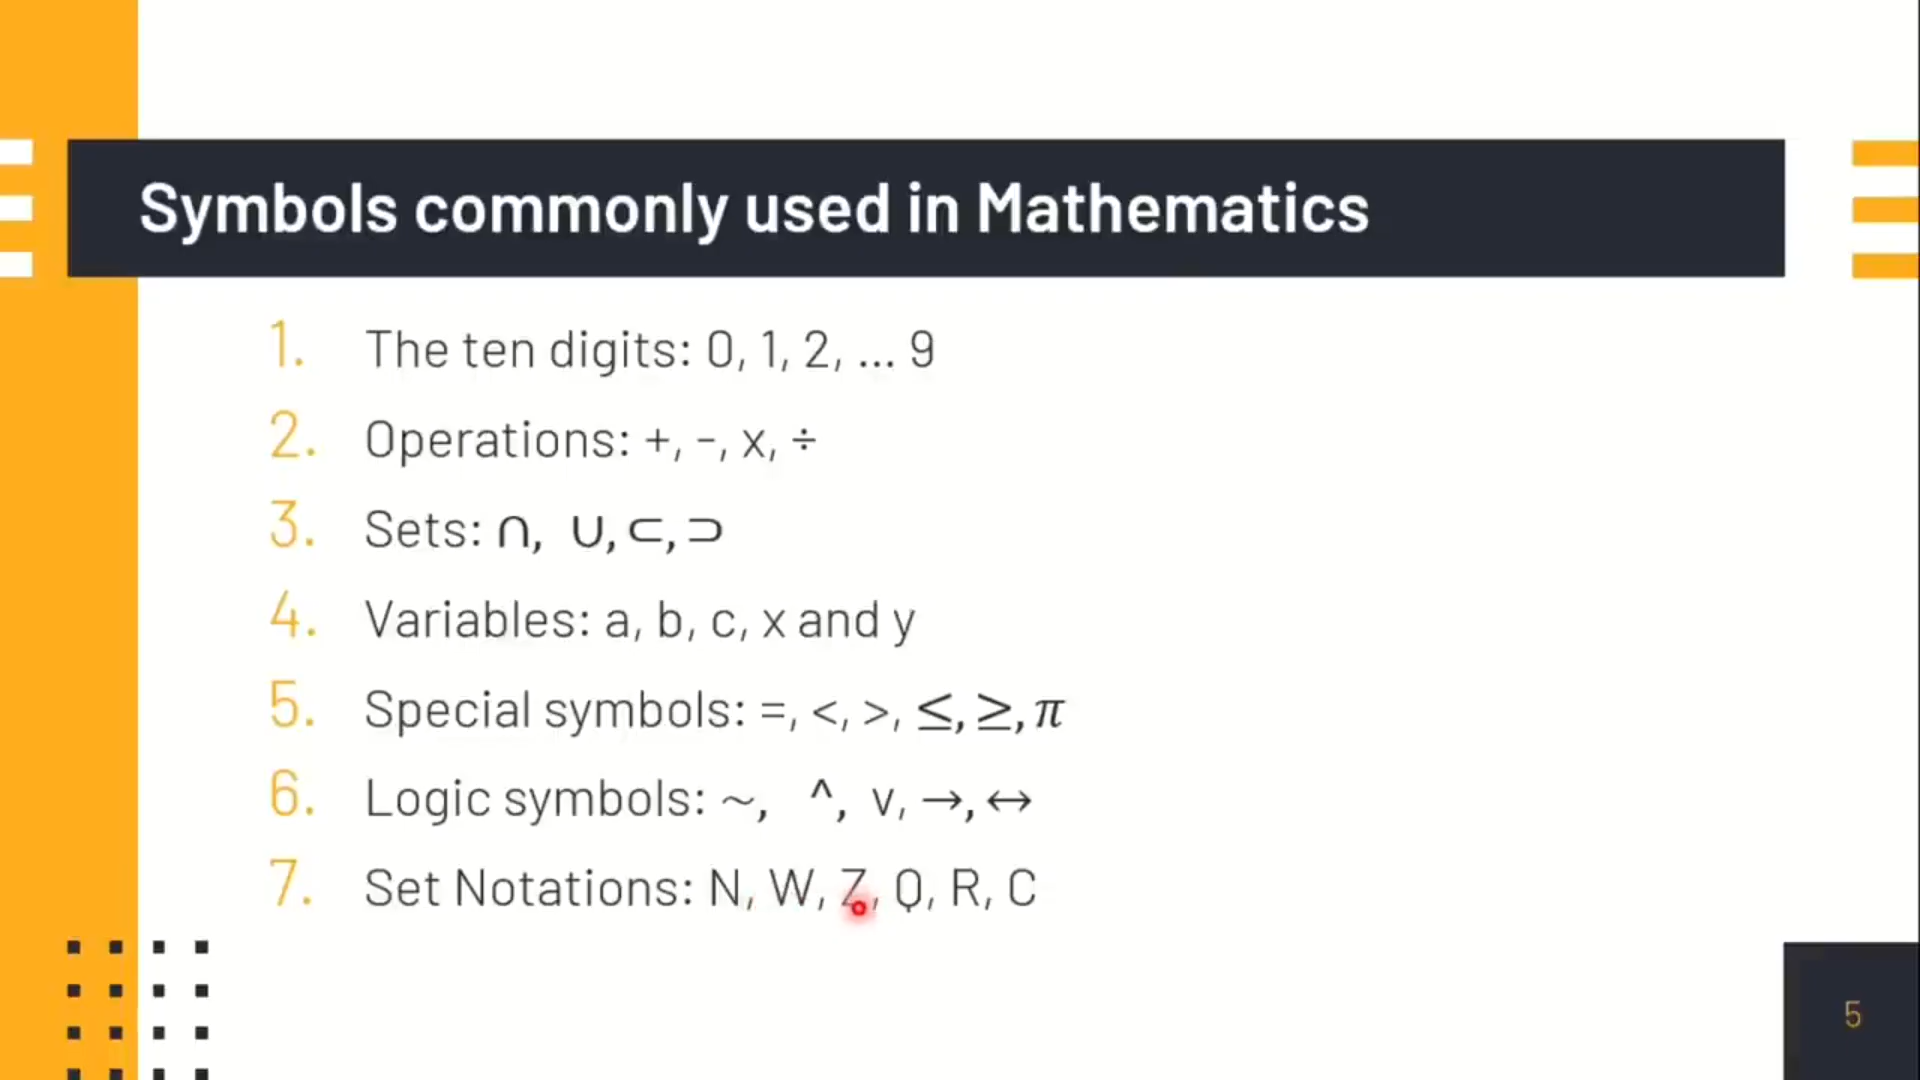 Symbols commonly used in Mathematics
1. The ten digits: 0, 1, 2, ... 9
2. Operations: +, -, x, ÷
3. Sets: ∩, ∪, ⊂, ⊃
4. Variables: a, b, c, x and y
5. Special symbols: =, <, >, ≤, ≥, π
6. Logic symbols: ~, ^, v, →, ↔
7. Set Notations: N, W, Z, Q, R, C
5